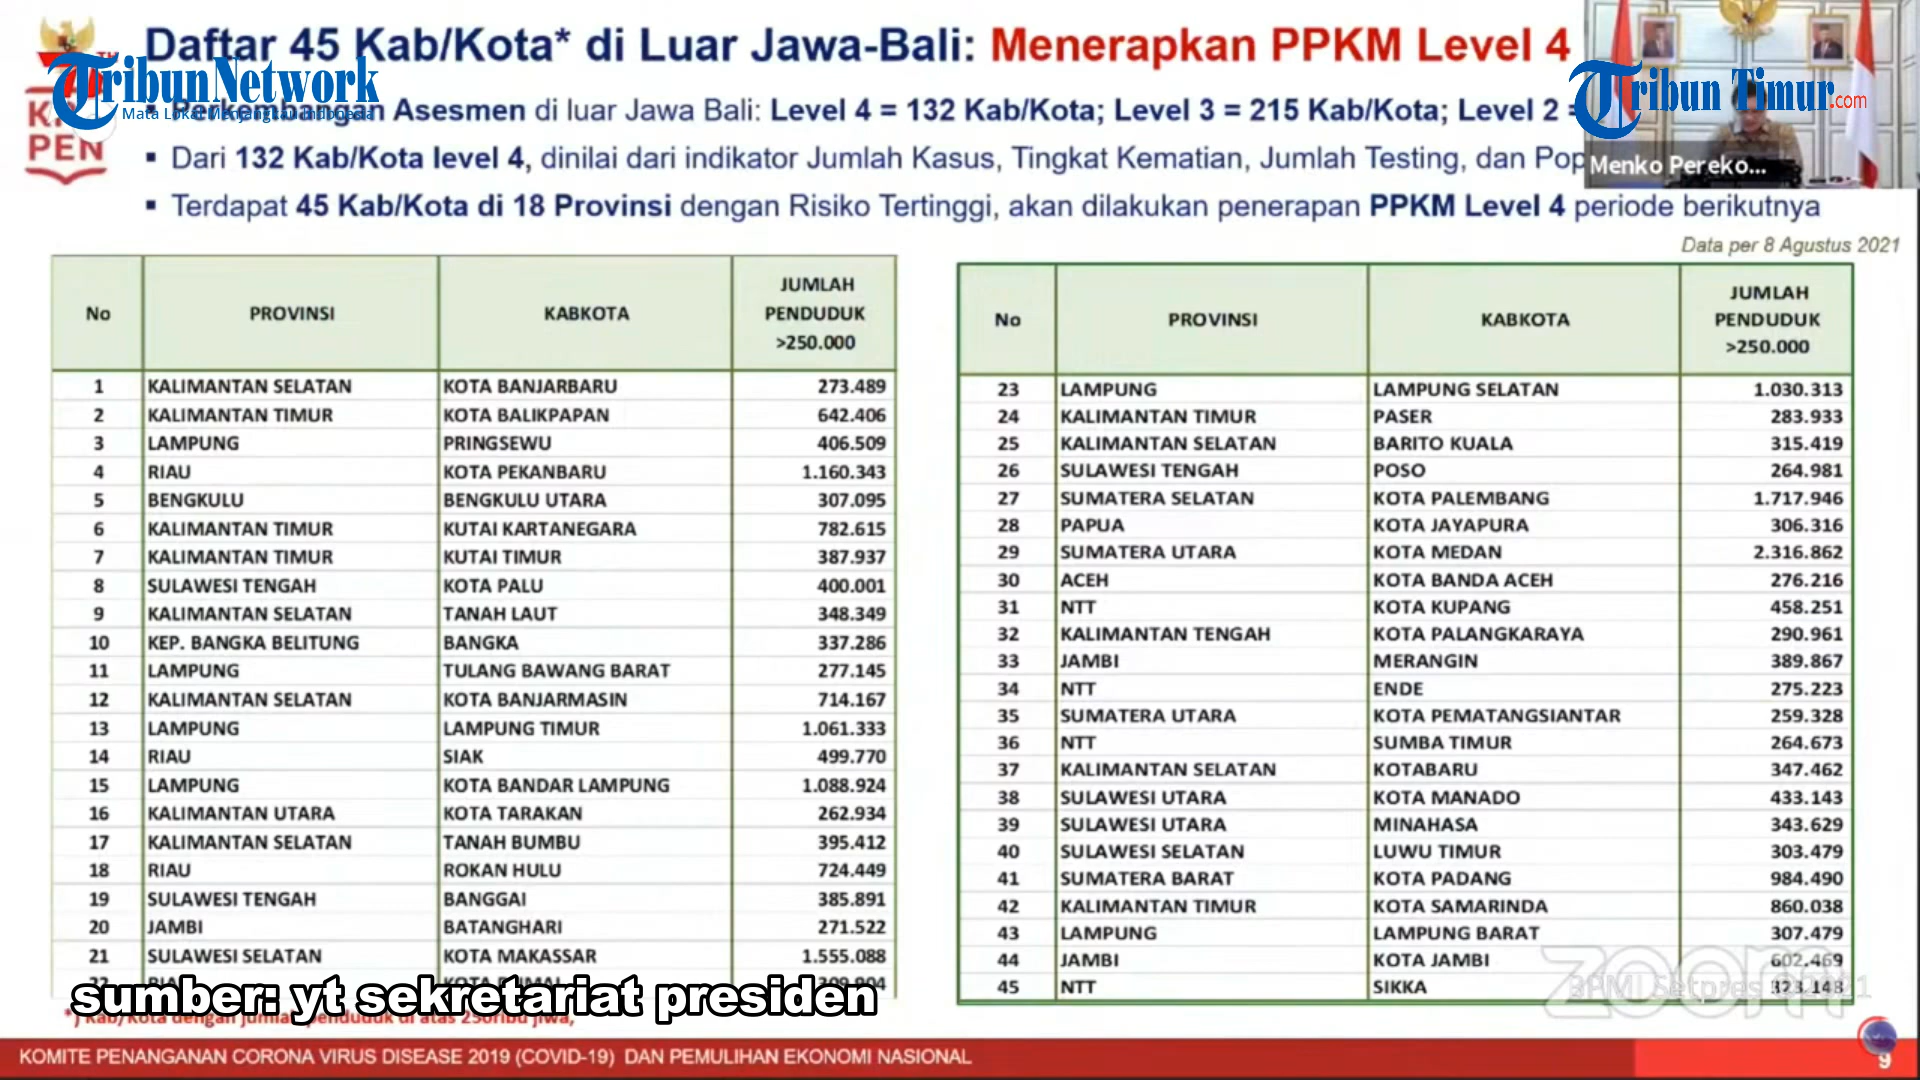 Daftar 45 Kab/Kota* di Luar Jawa-Bali: Menerapkan PPKM Level 4
TribunNetwork
Mata Lokal Menjangkau Indonesia
Tribun Timur.com
PEN
Perkembangan Asesmen di luar Jawa Bali: Level 4 = 132 Kab/Kota; Level 3 = 215 Kab/Kota; Level 2 =
▪ Dari 132 Kab/Kota level 4, dinilai dari indikator Jumlah Kasus, Tingkat Kematian, Jumlah Testing, dan Pop
Menko Pereko...
▪ Terdapat 45 Kab/Kota di 18 Provinsi dengan Risiko Tertinggi, akan dilakukan penerapan PPKM Level 4 periode berikutnya
Data per 8 Agustus 2021
No PROVINSI KABKOTA JUMLAH PENDUDUK >250.000
1 KALIMANTAN SELATAN KOTA BANJARBARU 273.489
2 KALIMANTAN TIMUR KOTA BALIKPAPAN 642.406
3 LAMPUNG PRINGSEWU 406.509
4 RIAU KOTA PEKANBARU 1.160.343
5 BENGKULU BENGKULU UTARA 307.095
6 KALIMANTAN TIMUR KUTAI KARTANEGARA 782.615
7 KALIMANTAN TIMUR KUTAI TIMUR 387.937
8 SULAWESI TENGAH KOTA PALU 400.001
9 KALIMANTAN SELATAN TANAH LAUT 348.349
10 KEP. BANGKA BELITUNG BANGKA 337.286
11 LAMPUNG TULANG BAWANG BARAT 277.145
12 KALIMANTAN SELATAN KOTA BANJARMASIN 714.167
13 LAMPUNG LAMPUNG TIMUR 1.061.333
14 RIAU SIAK 499.770
15 LAMPUNG KOTA BANDAR LAMPUNG 1.088.924
16 KALIMANTAN UTARA KOTA TARAKAN 262.934
17 KALIMANTAN SELATAN TANAH BUMBU 395.412
18 RIAU ROKAN HULU 724.449
19 SULAWESI TENGAH BANGGAI 385.891
20 JAMBI BATANGHARI 271.522
21 SULAWESI SELATAN KOTA MAKASSAR 1.555.088
No PROVINSI KABKOTA JUMLAH PENDUDUK >250.000
23 LAMPUNG LAMPUNG SELATAN 1.030.313
24 KALIMANTAN TIMUR PASER 283.933
25 KALIMANTAN SELATAN BARITO KUALA 315.419
26 SULAWESI TENGAH POSO 264.981
27 SUMATERA SELATAN KOTA PALEMBANG 1.717.946
28 PAPUA KOTA JAYAPURA 306.316
29 SUMATERA UTARA KOTA MEDAN 2.316.862
30 ACEH KOTA BANDA ACEH 276.216
31 NTT KOTA KUPANG 458.251
32 KALIMANTAN TENGAH KOTA PALANGKARAYA 290.961
33 JAMBI MERANGIN 389.867
34 NTT ENDE 275.223
35 SUMATERA UTARA KOTA PEMATANGSIANTAR 259.328
36 NTT SUMBA TIMUR 264.673
37 KALIMANTAN SELATAN KOTABARU 347.462
38 SULAWESI UTARA KOTA MANADO 433.143
39 SULAWESI UTARA MINAHASA 343.629
40 SULAWESI SELATAN LUWU TIMUR 303.479
41 SUMATERA BARAT KOTA PADANG 984.490
42 KALIMANTAN TIMUR KOTA SAMARINDA 860.038
43 LAMPUNG LAMPUNG BARAT 307.479
44 JAMBI KOTA JAMBI 602.469
45 NTT SIKKA 323.148
zoom
BPMI Setpres ©2021
sumber: yt sekretariat presiden
*) Kab/Kota dengan jumlah penduduk di atas 250ribu jiwa,
KOMITE PENANGANAN CORONA VIRUS DISEASE 2019 (COVID-19) DAN PEMULIHAN EKONOMI NASIONAL
9